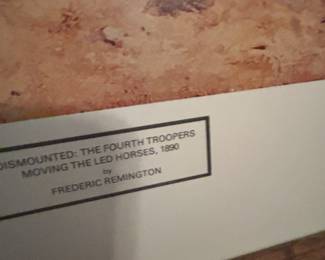 DISMOUNTED: THE FOURTH TROOPERS
MOVING THE LED HORSES, 1890
by
FREDERIC REMINGTON